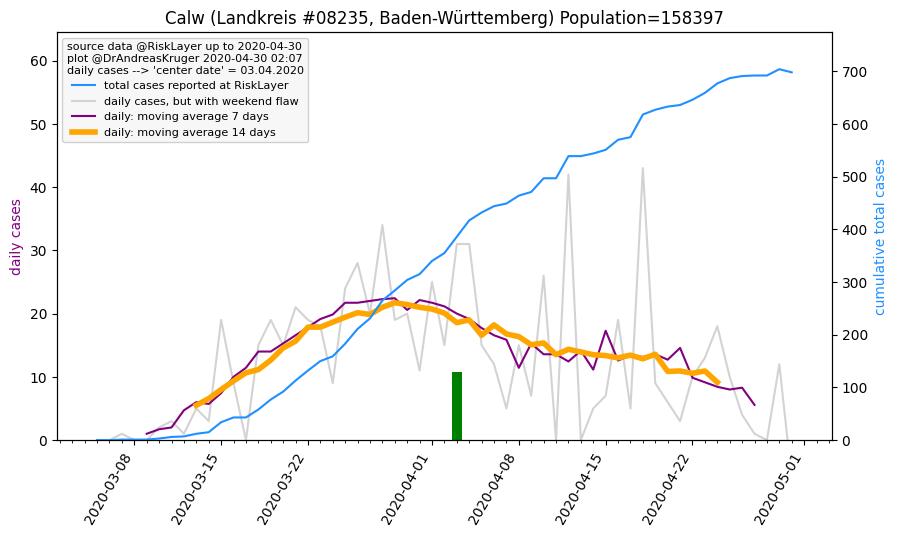 Calw (Landkreis #08235, Baden-Württemberg) Population=158397
source data @RiskLayer up to 2020-04-30
plot @DrAndreasKruger 2020-04-30 02:07
daily cases --> 'center date' = 03.04.2020
total cases reported at RiskLayer
daily cases, but with weekend flaw
daily: moving average 7 days
daily: moving average 14 days
daily cases
60
50
40
30
20
10
0
700
600
500
400
300
200
100
0
cumulative total cases
2020-03-08
2020-03-15
2020-03-22
2020-04-01
2020-04-08
2020-04-15
2020-04-22
2020-05-01